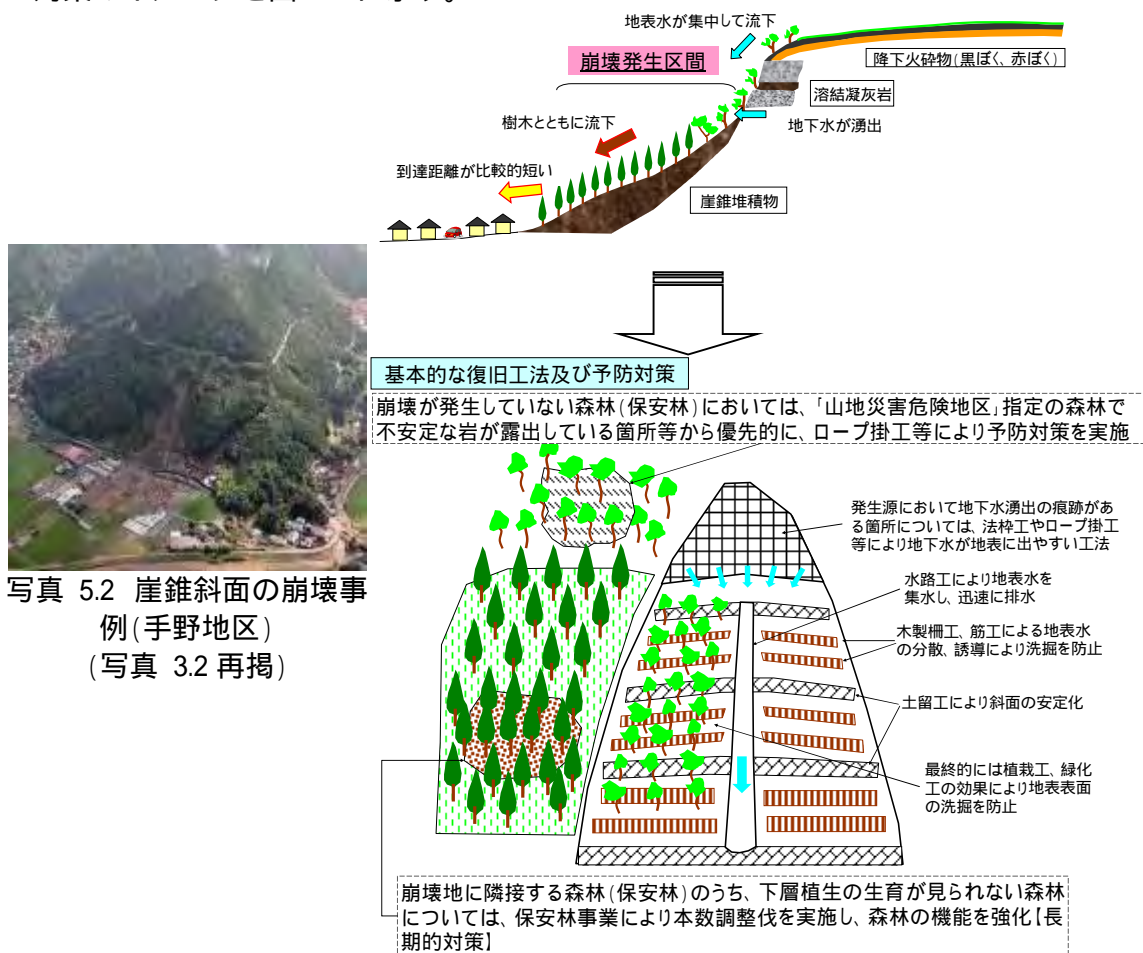 地表水が集中して流下
崩壊発生区間
降下火砕物(黒ぼく、赤ぼく)
溶結凝灰岩
地下水が湧出
樹木とともに流下
到達距離が比較的短い
崖錐堆積物
写真 5.2 崖錐斜面の崩壊事
例(手野地区)
(写真 3.2 再掲)
基本的な復旧工法及び予防対策
崩壊が発生していない森林(保安林)においては、「山地災害危険地区」指定の森林で
不安定な岩が露出している箇所等から優先的に、ロープ掛工等により予防対策を実施
発生源において地下水湧出の痕跡があ
る箇所については、法枠工やロープ掛工
等により地下水が地表に出やすい工法
水路工により地表水を
集水し、迅速に排水
木製柵工、筋工による地表水
の分散、誘導により洗掘を防止
土留工により斜面の安定化
最終的には植栽工、緑化
工の効果により地表表面
の洗掘を防止
崩壊地に隣接する森林(保安林)のうち、下層植生の生育が見られない森林
については、保安林事業により本数調整伐を実施し、森林の機能を強化【長
期的対策】